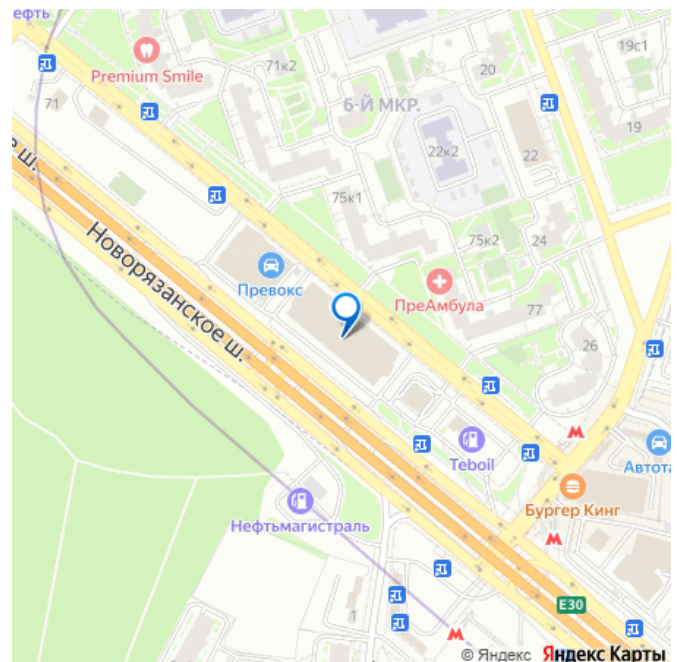 ефть
Premium Smile
71к2
19с1
20
71
6-Й МКР.
19
22к2
22
е ш.
75к1
Новорязанское ш.
75к2
24
Превокс
ПреАмбула
77
26
Teboil
Автота
Бургер Кинг
Нефтьмагистраль
E30
1
© Яндекс Яндекс Карты